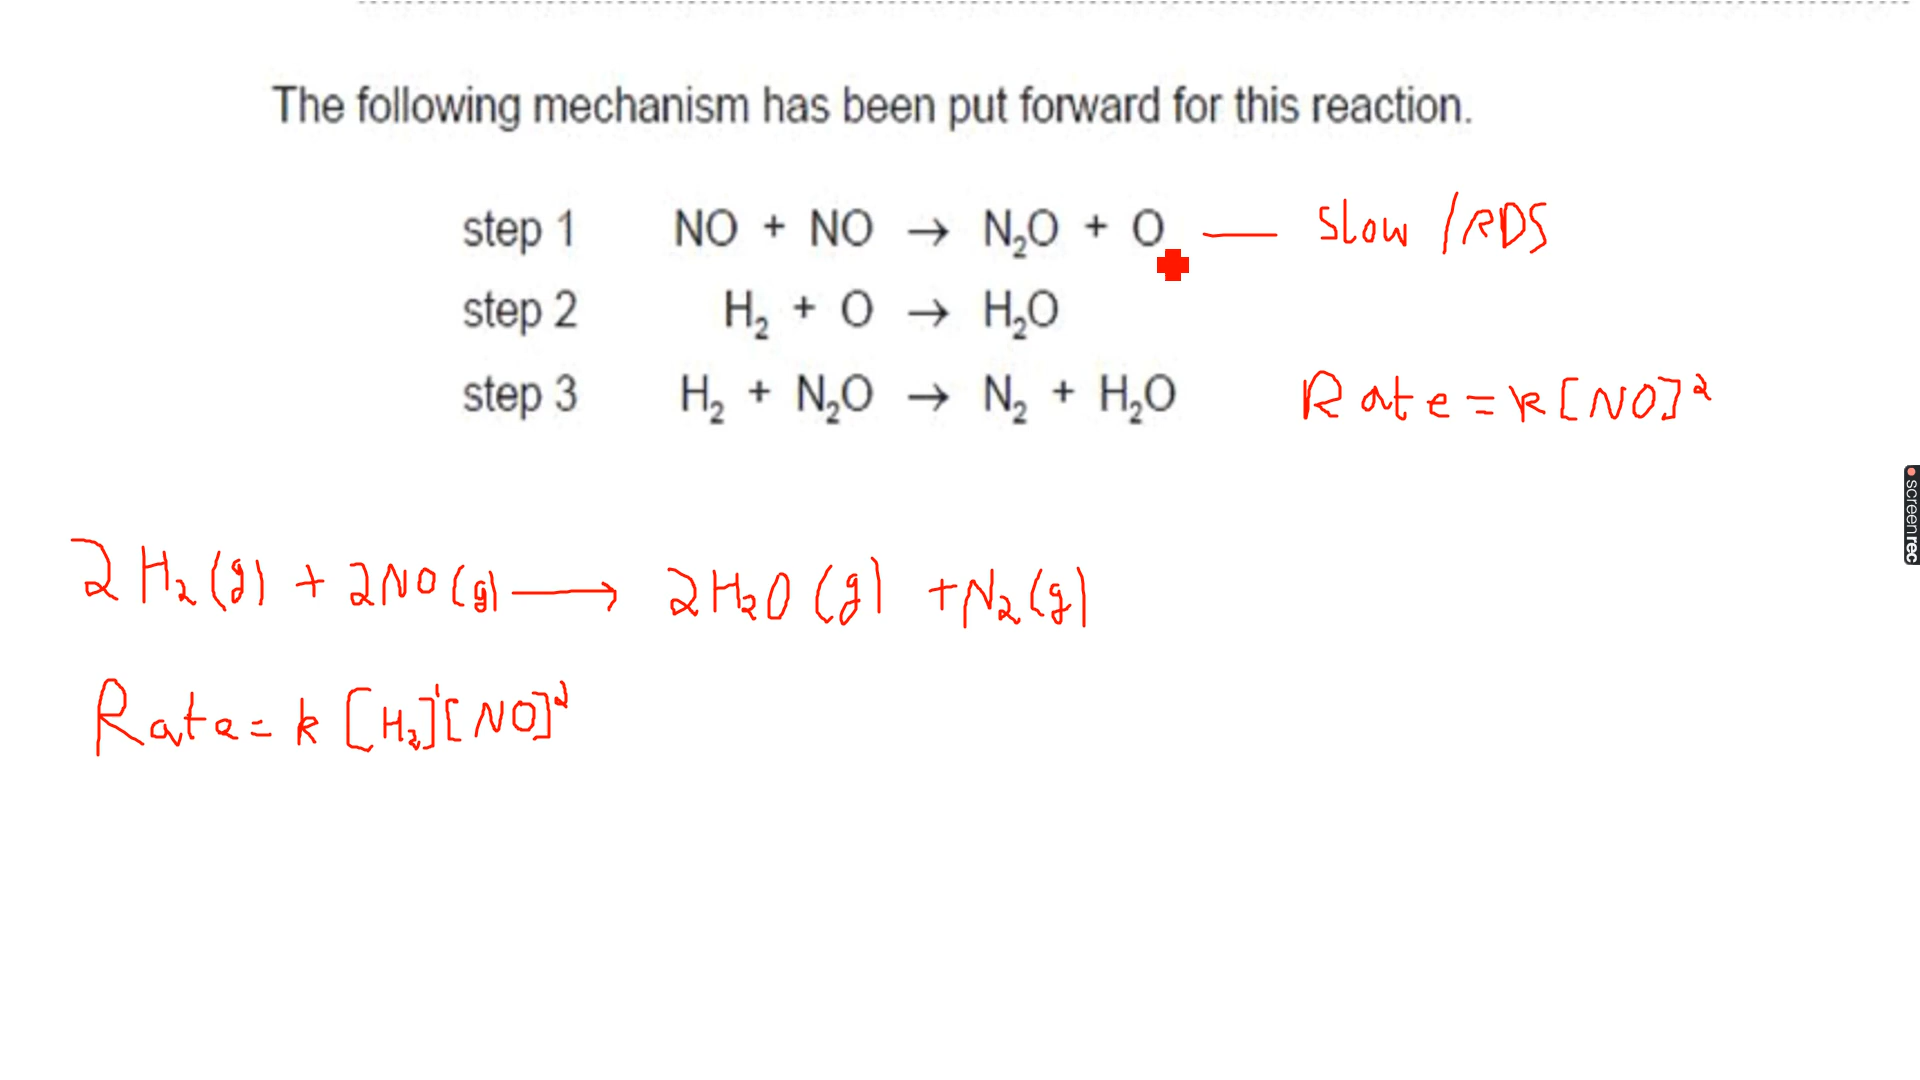 The following mechanism has been put forward for this reaction.
step 1 NO + NO → N₂O + O — Slow /RDS
step 2 H₂ + O → H₂O
step 3 H₂ + N₂O → N₂ + H₂O
Rate = k[NO]²
2H₂(g) + 2NO(g) ⟶ 2H₂O(g) + N₂(g)
Rate = k [H₂]¹[NO]²
screenrec